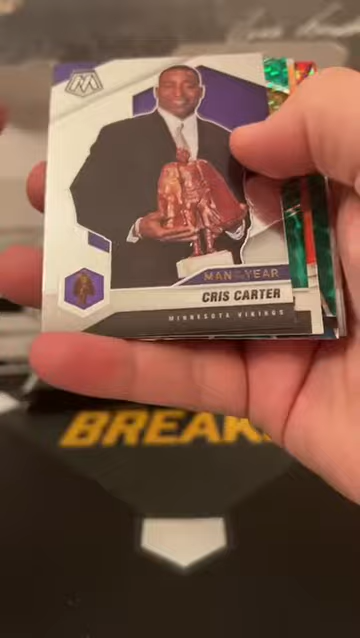 M
MAN OF THE YEAR
CRIS CARTER
MINNESOTA VIKINGS
BREAK